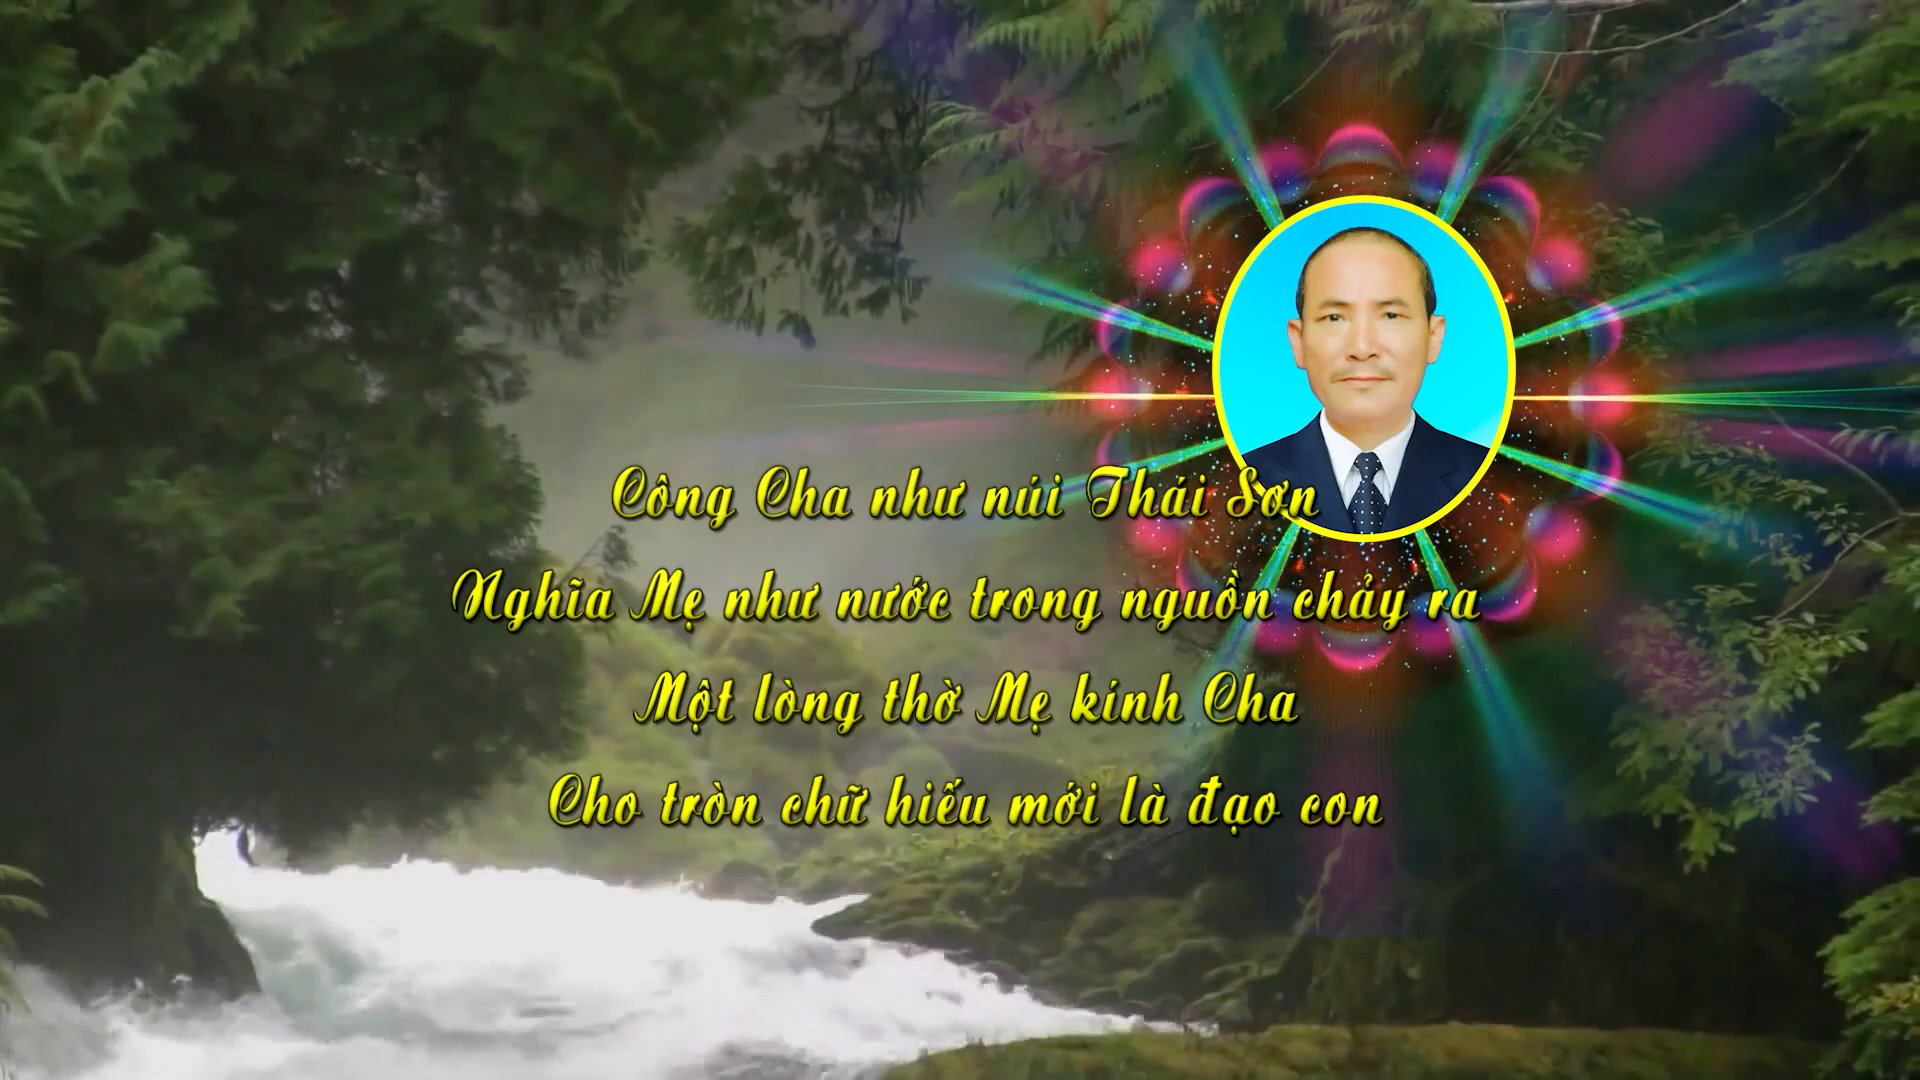 Công Cha như núi Thái Sơn
Nghĩa Mẹ như nước trong nguồn chảy ra
Một lòng thờ Mẹ kính Cha
Cho tròn chữ hiếu mới là đạo con